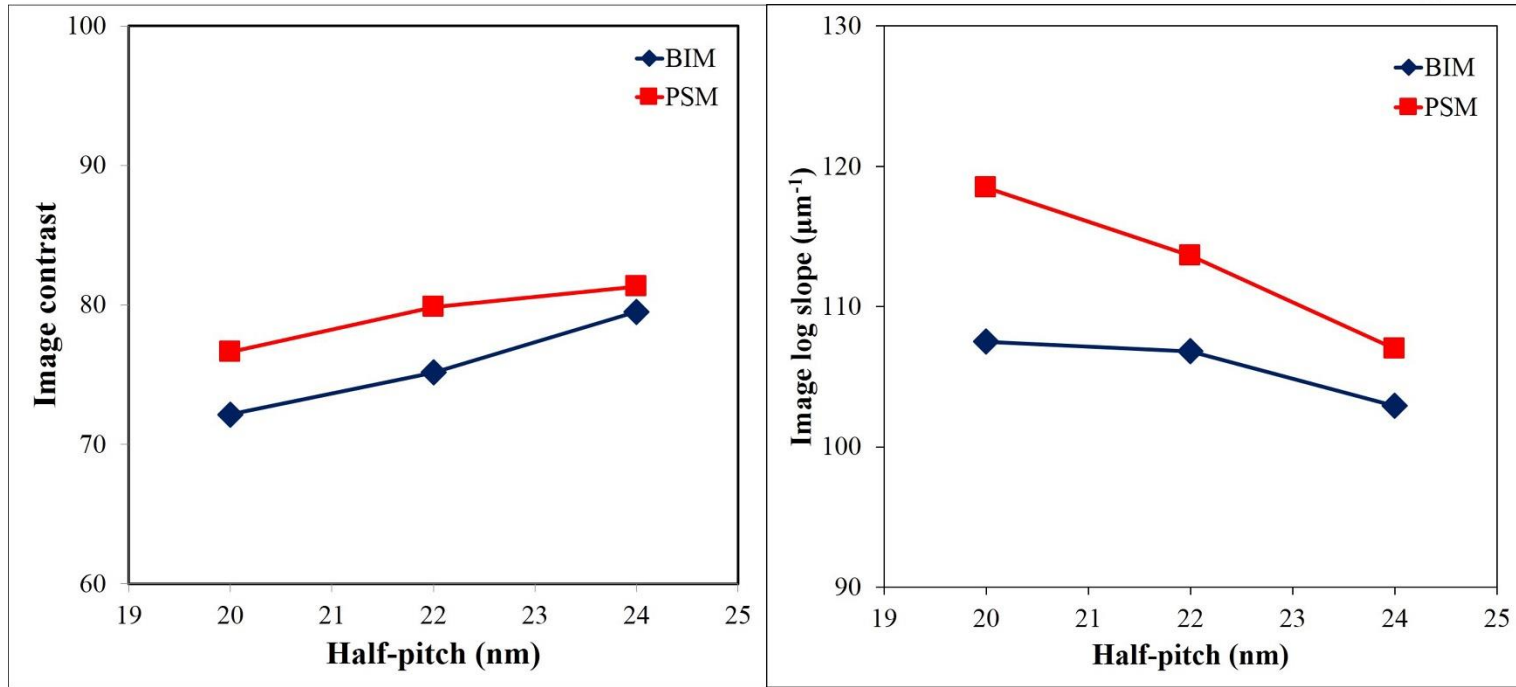 100
90
80
70
60
Image contrast
BIM
PSM
19 20 21 22 23 24 25
Half-pitch (nm)
130
120
110
100
90
Image log slope (μm⁻¹)
BIM
PSM
19 20 21 22 23 24 25
Half-pitch (nm)